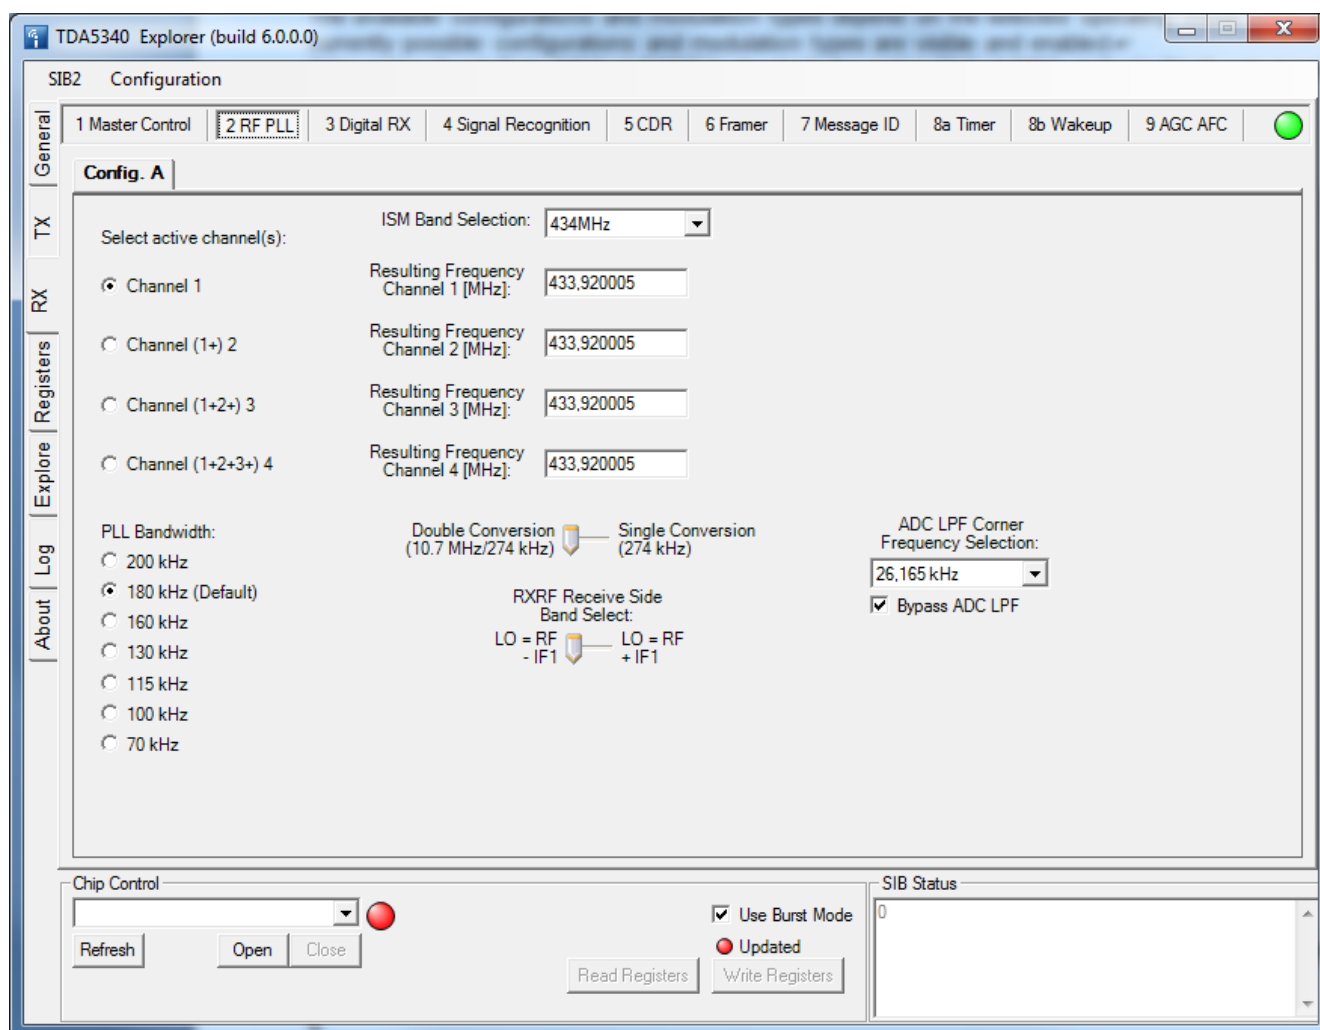 TDA5340 Explorer (build 6.0.0.0)
SIB2 Configuration
General
TX
RX
Registers
Explore
Log
About
1 Master Control 2 RF PLL 3 Digital RX 4 Signal Recognition 5 CDR 6 Framer 7 Message ID 8a Timer 8b Wakeup 9 AGC AFC
Config. A
Select active channel(s):
ISM Band Selection: 434MHz
Channel 1
Resulting Frequency
Channel 1 [MHz]: 433,920005
Channel (1+) 2
Resulting Frequency
Channel 2 [MHz]: 433,920005
Channel (1+2+) 3
Resulting Frequency
Channel 3 [MHz]: 433,920005
Channel (1+2+3+) 4
Resulting Frequency
Channel 4 [MHz]: 433,920005
PLL Bandwidth:
200 kHz
180 kHz (Default)
160 kHz
130 kHz
115 kHz
100 kHz
70 kHz
Double Conversion
(10.7 MHz/274 kHz)
Single Conversion
(274 kHz)
RXRF Receive Side
Band Select:
LO = RF
- IF1
LO = RF
+ IF1
ADC LPF Corner
Frequency Selection:
26,165 kHz
Bypass ADC LPF
Chip Control
Refresh Open Close
Use Burst Mode
Updated
Read Registers Write Registers
SIB Status
0